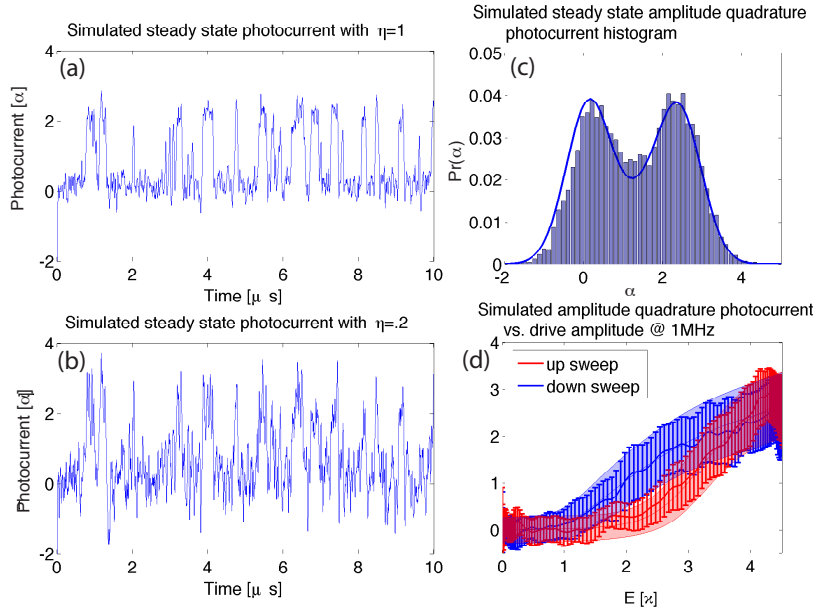 Simulated steady state photocurrent with η=1
(a)
Photocurrent [α]
4
2
0
-2
0 2 4 6 8 10
Time [μ s]
Simulated steady state photocurrent with η=.2
(b)
Photocurrent [α]
4
2
0
-2
0 2 4 6 8 10
Time [μ s]
Simulated steady state amplitude quadrature
photocurrent histogram
(c)
Pr(α)
0.05
0.04
0.03
0.02
0.01
0
-2 0 2 4
α
Simulated amplitude quadrature photocurrent
vs. drive amplitude @ 1MHz
(d)
up sweep
down sweep
4
3
2
1
0
0 1 2 3 4
E [ϰ]